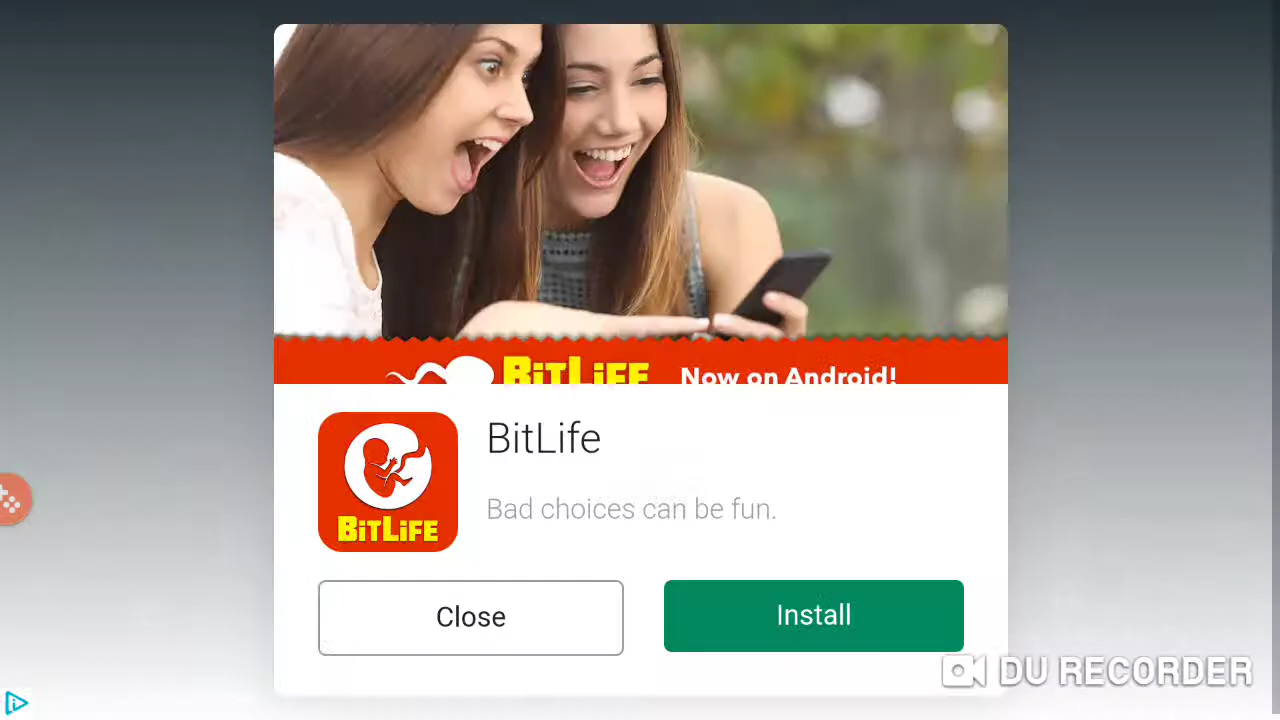 BitLife Now on Android!
BitLife
BitLife
Bad choices can be fun.
Close
Install
DU RECORDER